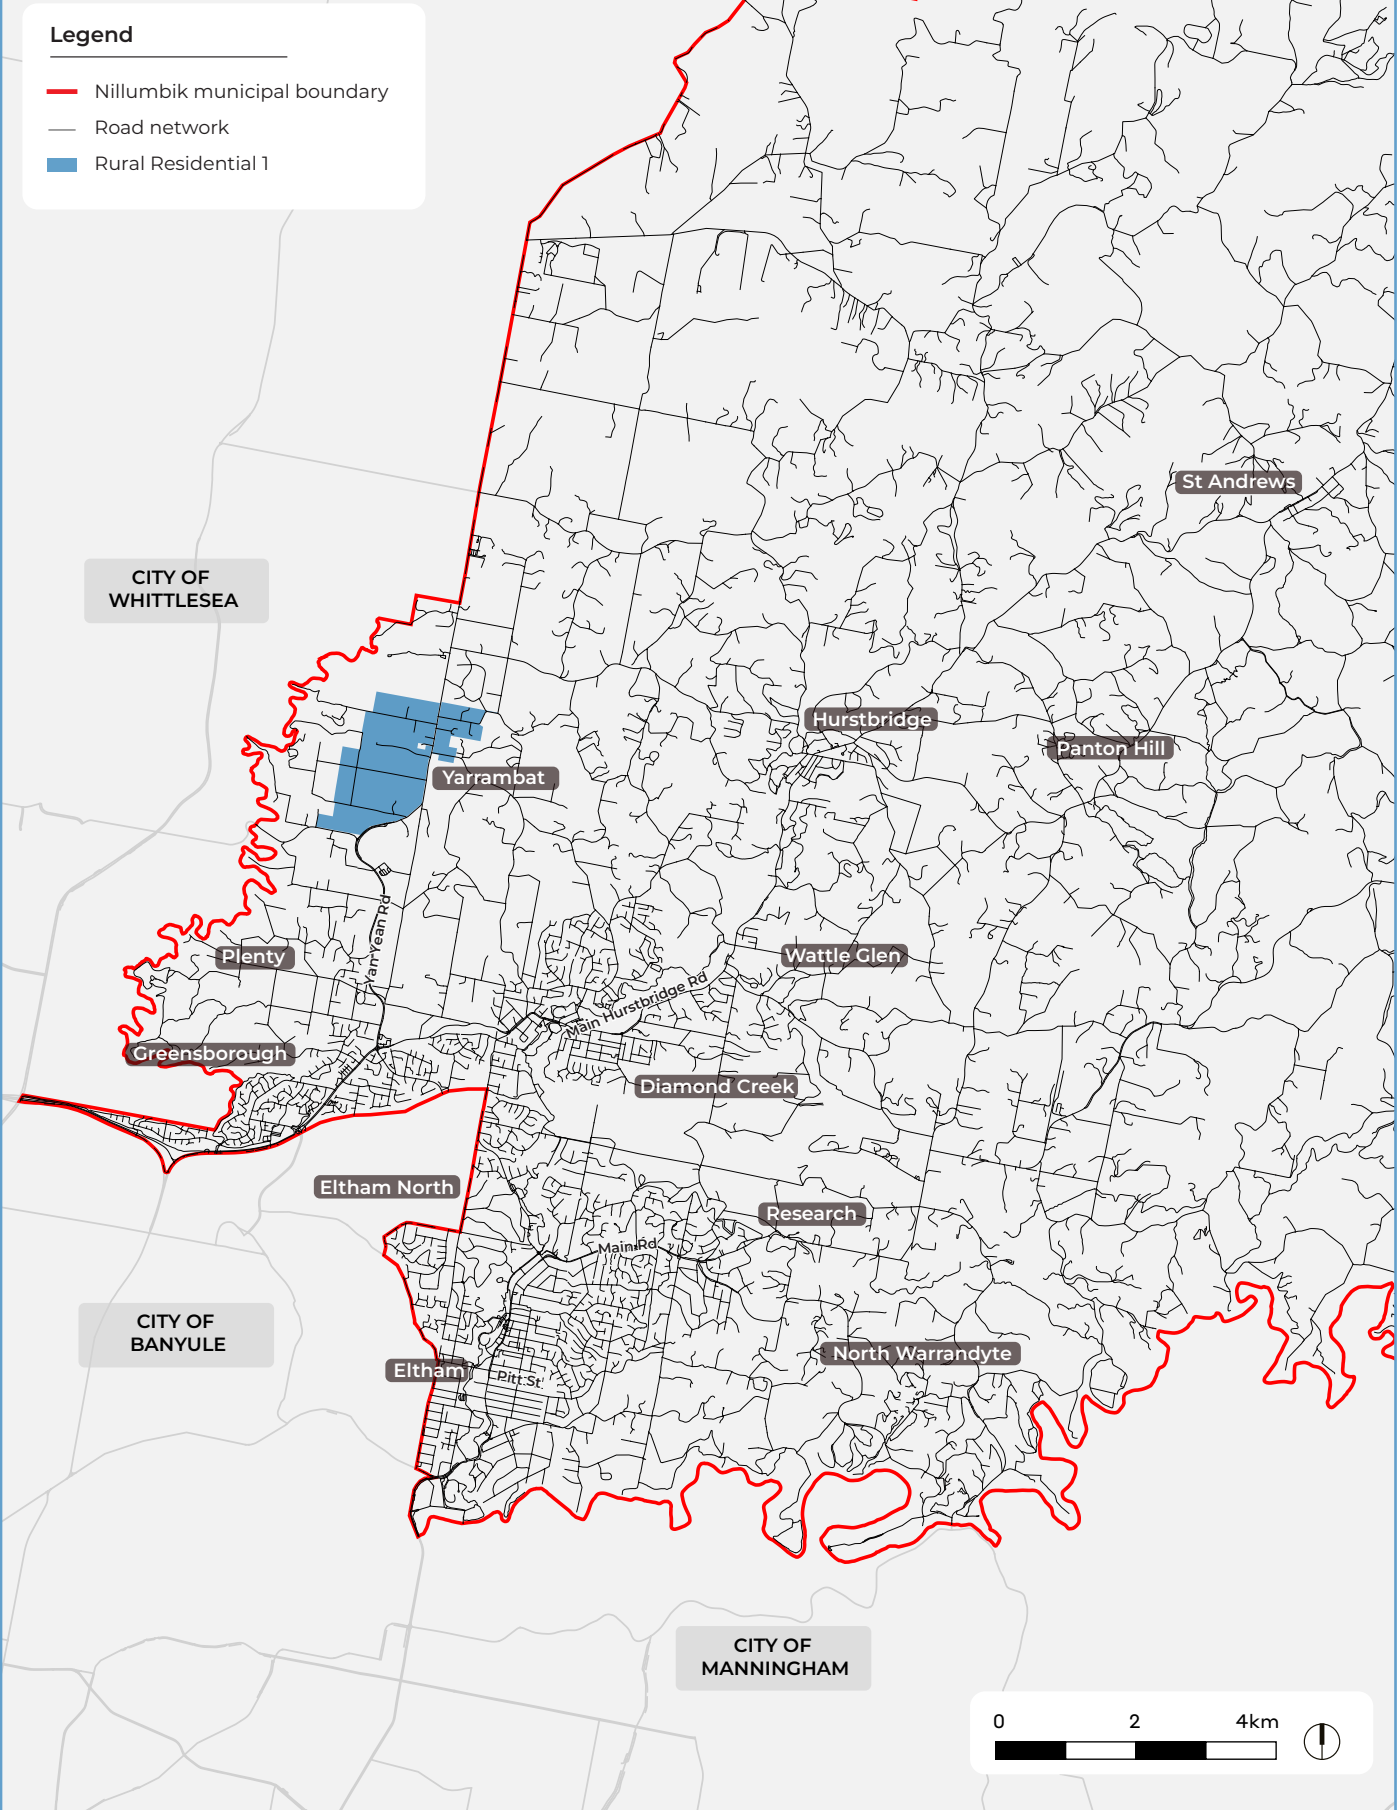 Legend
Nillumbik municipal boundary
Road network
Rural Residential 1
St Andrews
CITY OF
WHITTLESEA
Hurstbridge
Panton Hill
Yarrambat
Yan Yean Rd
Plenty
Wattle Glen
Main Hurstbridge Rd
Greensborough
Diamond Creek
Eltham North
Research
Main Rd
CITY OF
BANYULE
North Warrandyte
Eltham
Pitt St
CITY OF
MANNINGHAM
0 2 4km